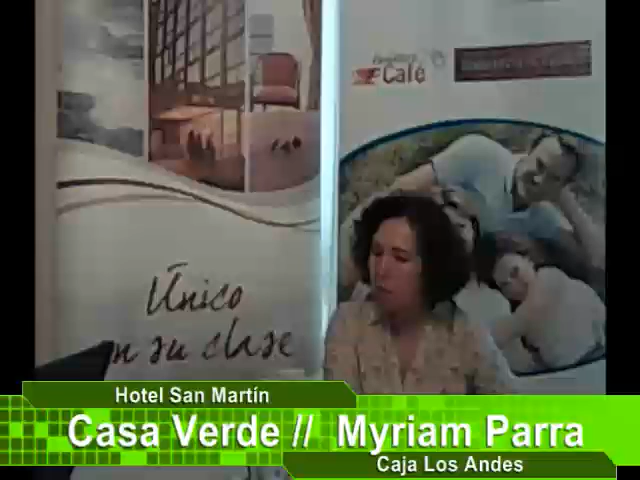 Café
Único
en su clase
Hotel San Martín
Casa Verde // Myriam Parra
Caja Los Andes